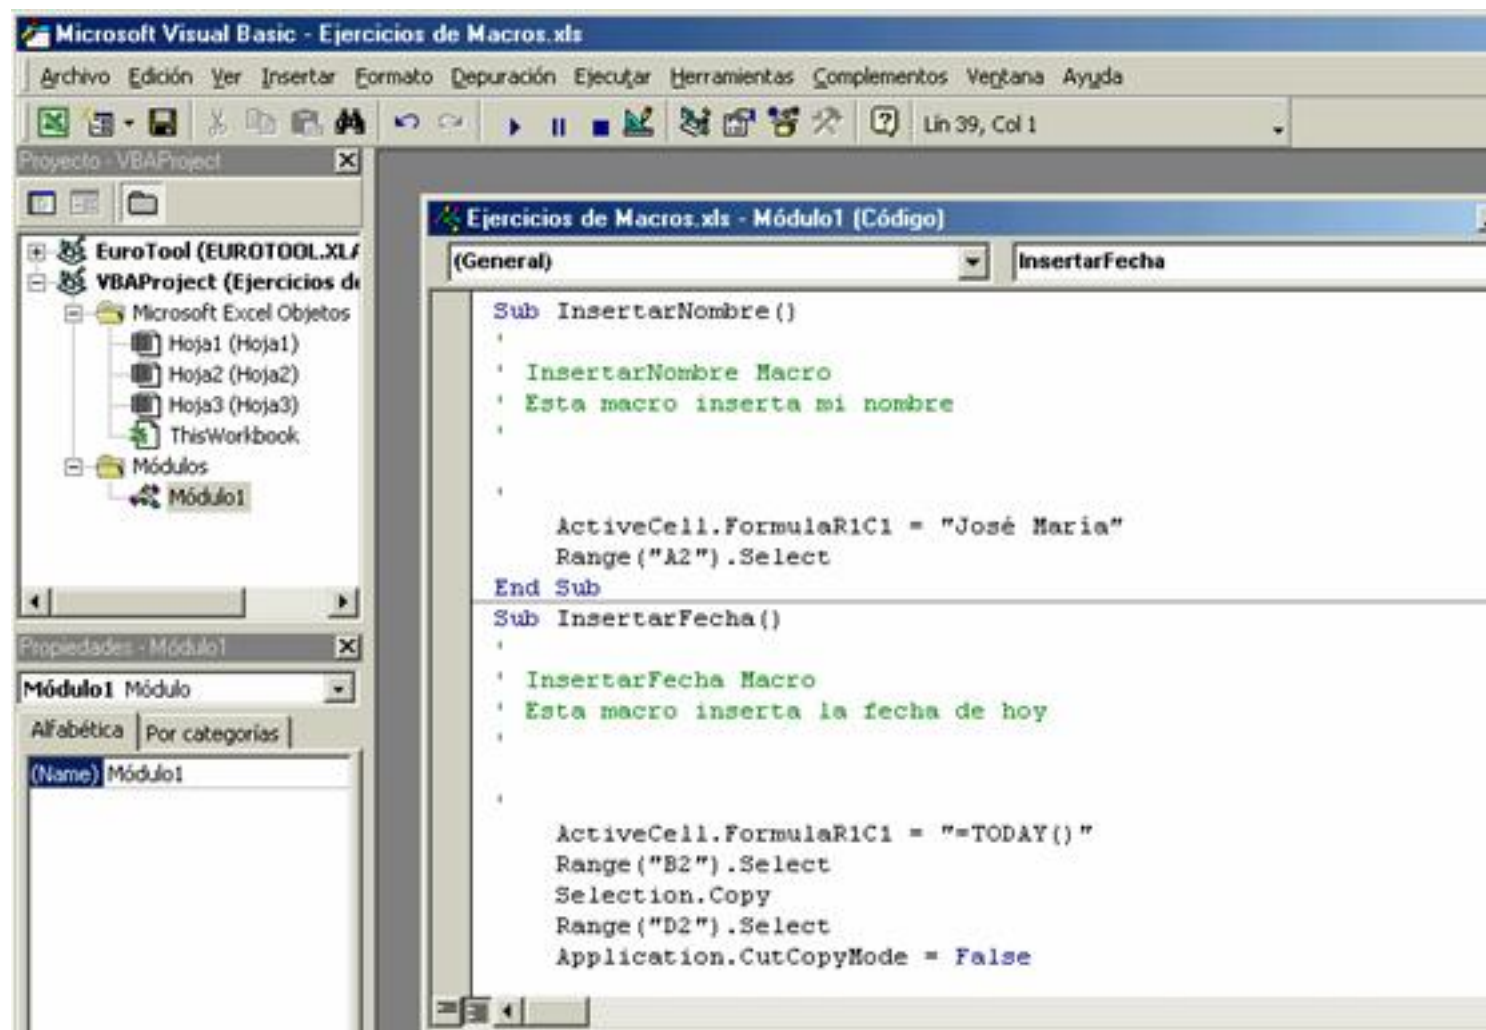 Microsoft Visual Basic - Ejercicios de Macros.xls
Archivo Edición Ver Insertar Formato Depuración Ejecutar Herramientas Complementos Ventana Ayuda
Lín 39, Col 1
Proyecto - VBAProject
EuroTool (EUROTOOL.XLA
VBAProject (Ejercicios de
Microsoft Excel Objetos
Hoja1 (Hoja1)
Hoja2 (Hoja2)
Hoja3 (Hoja3)
ThisWorkbook
Módulos
Módulo1
Propiedades - Módulo1
Módulo1 Módulo
Alfabética Por categorías
(Name) Módulo1
Ejercicios de Macros.xls - Módulo1 (Código)
(General) InsertarFecha
Sub InsertarNombre()
'
' InsertarNombre Macro
' Esta macro inserta mi nombre
'
'
ActiveCell.FormulaR1C1 = "José María"
Range("A2").Select
End Sub
Sub InsertarFecha()
'
' InsertarFecha Macro
' Esta macro inserta la fecha de hoy
'
'
ActiveCell.FormulaR1C1 = "=TODAY()"
Range("B2").Select
Selection.Copy
Range("D2").Select
Application.CutCopyMode = False